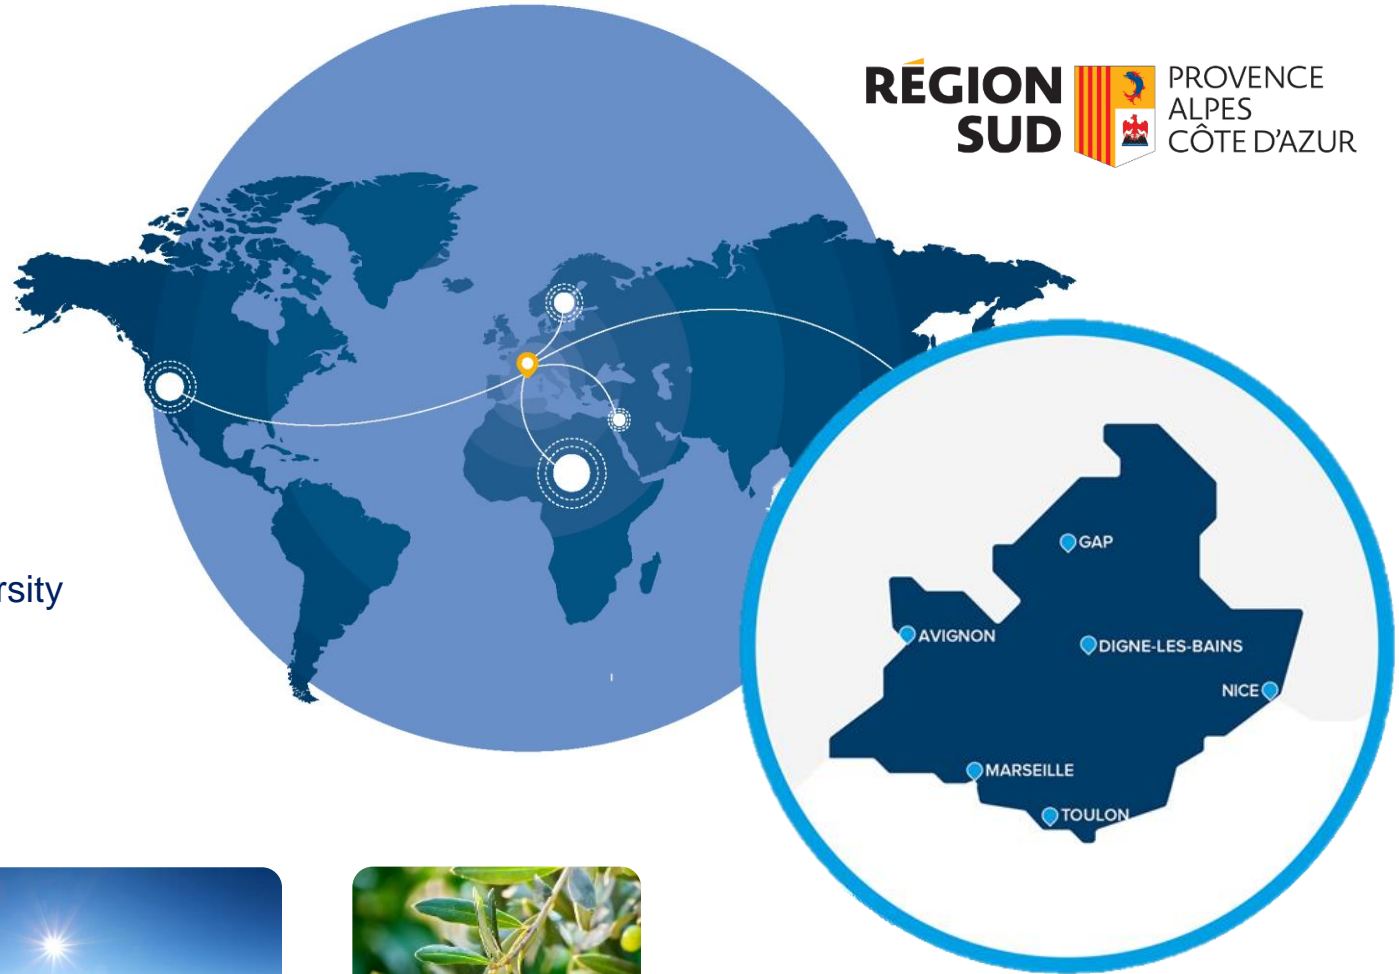 RÉGION
SUD
PROVENCE
ALPES
CÔTE D'AZUR
GAP
AVIGNON
DIGNE-LES-BAINS
NICE
MARSEILLE
TOULON
rsity